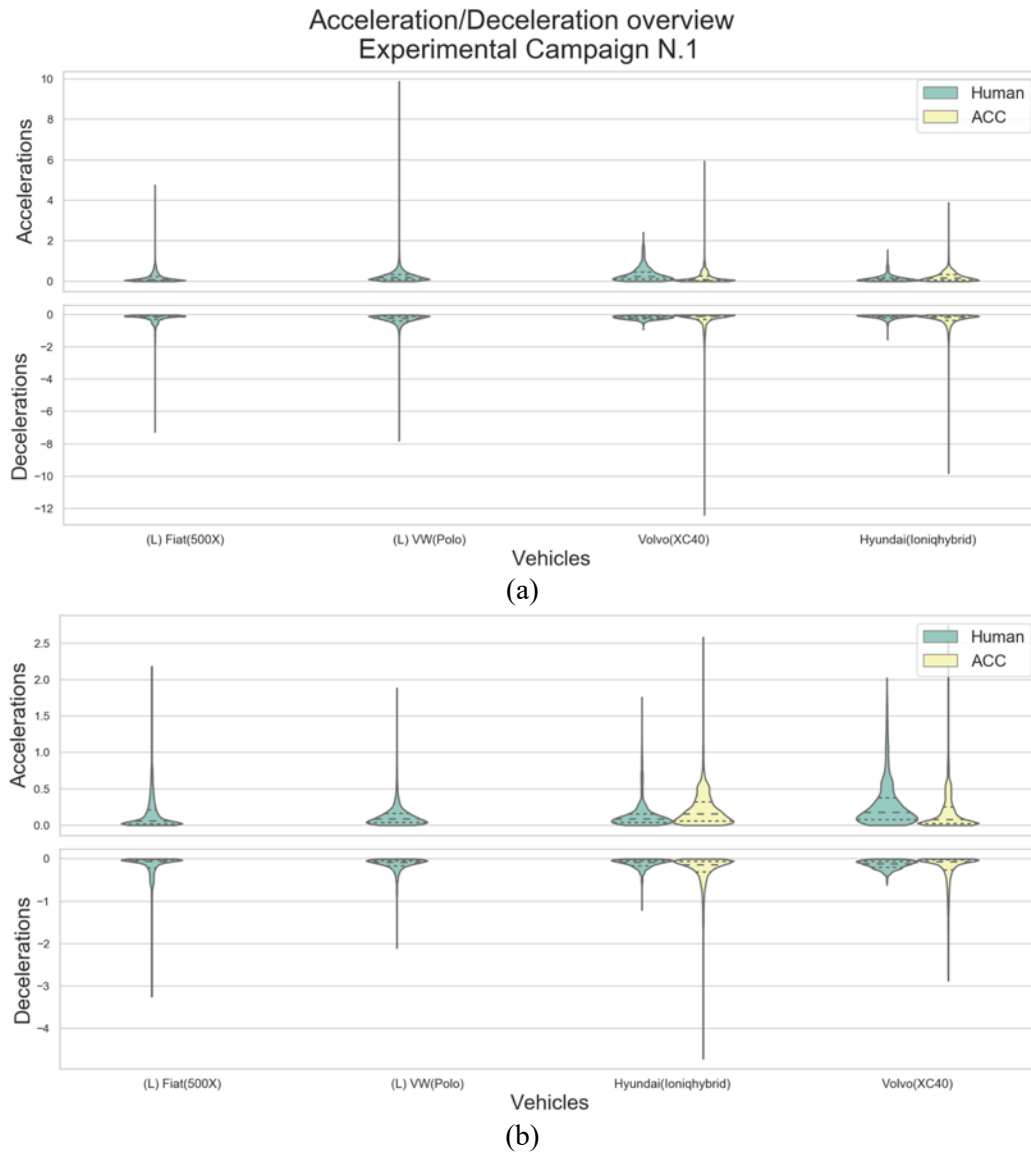 Acceleration/Deceleration overview
Experimental Campaign N.1
Accelerations
10
8
6
4
2
0
Human
ACC
Decelerations
0
−2
−4
−6
−8
−10
−12
(L) Fiat(500X) (L) VW(Polo) Volvo(XC40) Hyundai(Ioniqhybrid)
Vehicles
(a)
Accelerations
2.5
2.0
1.5
1.0
0.5
0.0
Human
ACC
Decelerations
0
−1
−2
−3
−4
(L) Fiat(500X) (L) VW(Polo) Hyundai(Ioniqhybrid) Volvo(XC40)
Vehicles
(b)